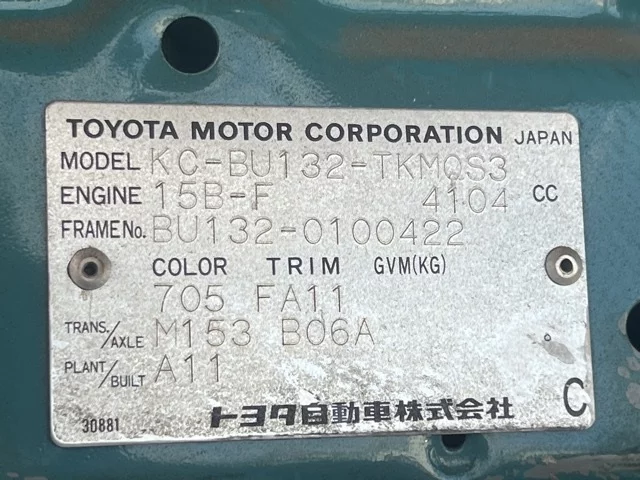 TOYOTA MOTOR CORPORATION JAPAN
MODEL KC-BU132-TKMQS3
ENGINE 15B-F 4104 CC
FRAME No. BU132-0100422
COLOR TRIM GVM(KG)
705 FA11
TRANS./AXLE M153 B06A
PLANT/BUILT A11
30881 トヨタ自動車株式会社 C